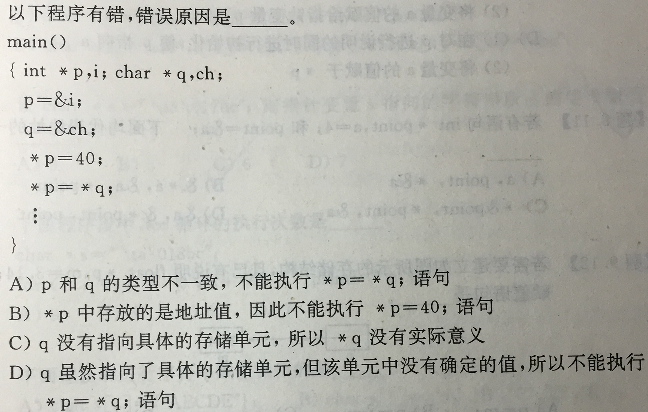 以下程序有错，错误原因是______。
main()
{ int *p,i; char *q,ch;
p=&i;
q=&ch;
*p=40;
*p=*q;
⋮
}
A) p 和 q 的类型不一致，不能执行 *p=*q; 语句
B) *p 中存放的是地址值，因此不能执行 *p=40; 语句
C) q 没有指向具体的存储单元，所以 *q 没有实际意义
D) q 虽然指向了具体的存储单元，但该单元中没有确定的值，所以不能执行
*p=*q; 语句